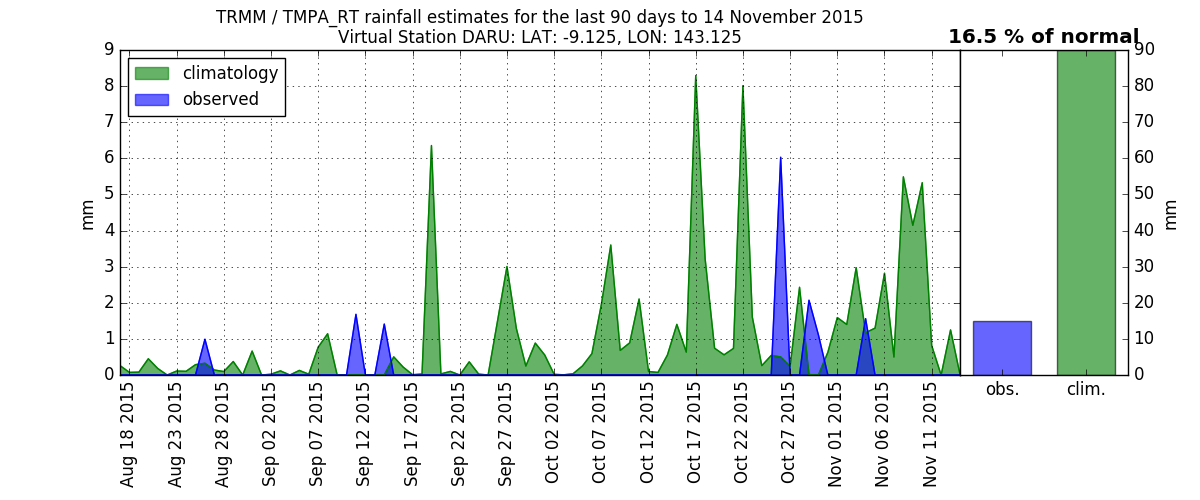 TRMM / TMPA_RT rainfall estimates for the last 90 days to 14 November 2015
Virtual Station DARU: LAT: -9.125, LON: 143.125
16.5 % of normal
climatology
observed
mm
9
8
7
6
5
4
3
2
1
0
Aug 18 2015
Aug 23 2015
Aug 28 2015
Sep 02 2015
Sep 07 2015
Sep 12 2015
Sep 17 2015
Sep 22 2015
Sep 27 2015
Oct 02 2015
Oct 07 2015
Oct 12 2015
Oct 17 2015
Oct 22 2015
Oct 27 2015
Nov 01 2015
Nov 06 2015
Nov 11 2015
obs.
clim.
90
80
70
60
50
40
30
20
10
0
mm